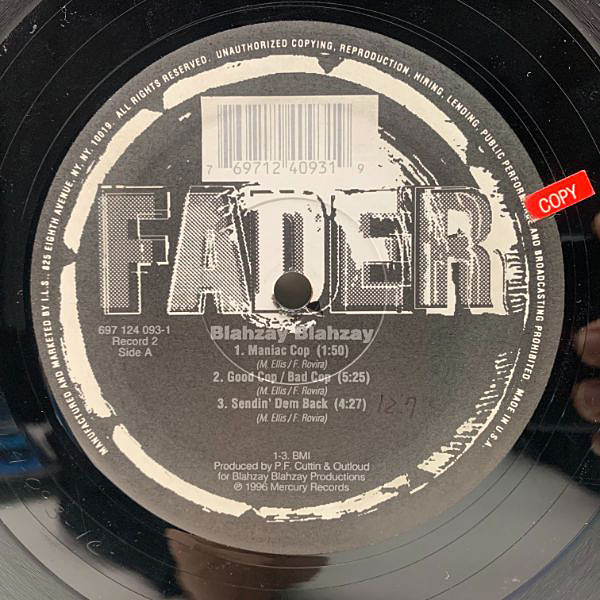 MANUFACTURED AND MARKETED BY I.L.S., 825 EIGHTH AVENUE, NY, NY, 10019. ALL RIGHTS RESERVED. UNAUTHORIZED COPYING, REPRODUCTION, HIRING, LENDING, PUBLIC PERFORMANCE AND BROADCASTING PROHIBITED. MADE IN U.S.A.
7 69712 40931 9
COPY
FADER
697 124 093-1
Record 2
Side A
Blahzay Blahzay
1. Maniac Cop (1:50)
(M. Ellis / F. Rovira)
2. Good Cop / Bad Cop (5:25)
(M. Ellis / F. Rovira)
3. Sendin' Dem Back (4:27)
(M. Ellis / F. Rovira)
12.7
1-3. BMI
Produced by P.F. Cuttin & Outloud
for Blahzay Blahzay Productions
℗ 1996 Mercury Records